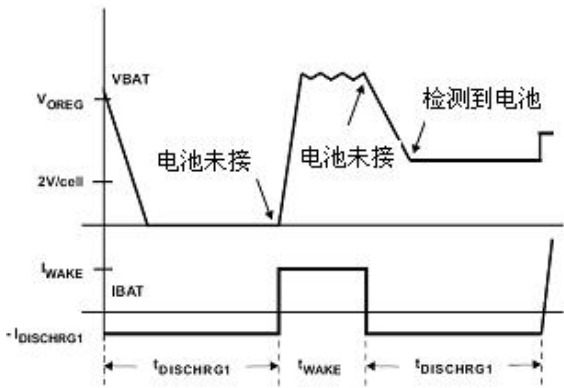 VBAT
VOREG
检测到电池
电池未接
电池未接
2V/cell
IWAKE
IBAT
-IDISCHRG1
tDISCHRG1
tWAKE
tDISCHRG1